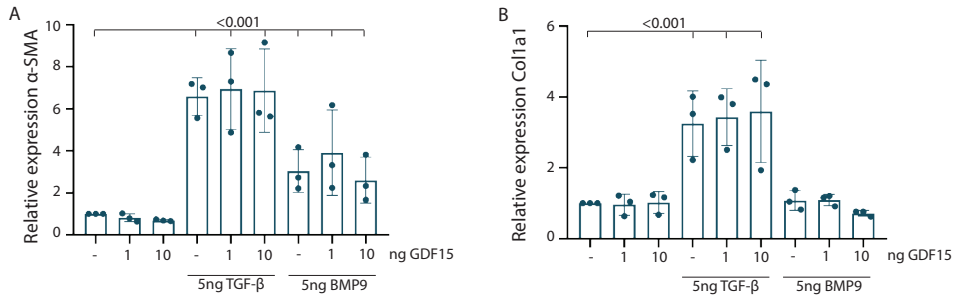 A
<0.001
Relative expression α-SMA
10
8
6
4
2
0
- 1 10 - 1 10 - 1 10 ng GDF15
5ng TGF-β 5ng BMP9
B
<0.001
Relative expression Col1a1
6
4
2
0
- 1 10 - 1 10 - 1 10 ng GDF15
5ng TGF-β 5ng BMP9